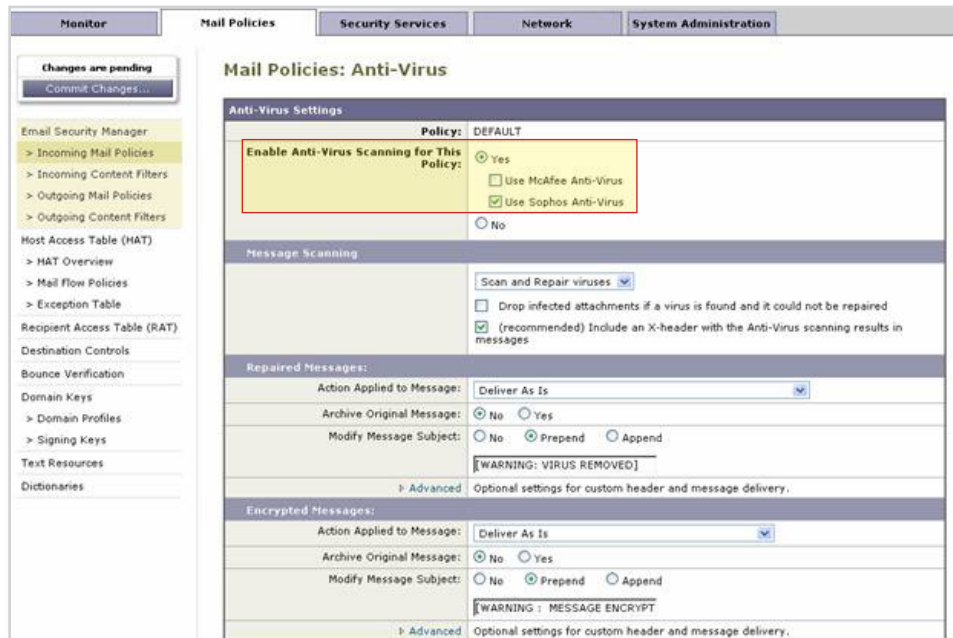 Monitor Mail Policies Security Services Network System Administration
Changes are pending
Commit Changes...
Mail Policies: Anti-Virus
Email Security Manager
> Incoming Mail Policies
> Incoming Content Filters
> Outgoing Mail Policies
> Outgoing Content Filters
Host Access Table (HAT)
> HAT Overview
> Mail Flow Policies
> Exception Table
Recipient Access Table (RAT)
Destination Controls
Bounce Verification
Domain Keys
> Domain Profiles
> Signing Keys
Text Resources
Dictionaries
Anti-Virus Settings
Policy: DEFAULT
Enable Anti-Virus Scanning for This
Policy:
Yes
Use McAfee Anti-Virus
Use Sophos Anti-Virus
No
Message Scanning
Scan and Repair viruses
Drop infected attachments if a virus is found and it could not be repaired
(recommended) Include an X-header with the Anti-Virus scanning results in
messages
Repaired Messages:
Action Applied to Message: Deliver As Is
Archive Original Message: No Yes
Modify Message Subject: No Prepend Append
[WARNING: VIRUS REMOVED]
Advanced Optional settings for custom header and message delivery.
Encrypted Messages:
Action Applied to Message: Deliver As Is
Archive Original Message: No Yes
Modify Message Subject: No Prepend Append
[WARNING : MESSAGE ENCRYPT
Advanced Optional settings for custom header and message delivery.